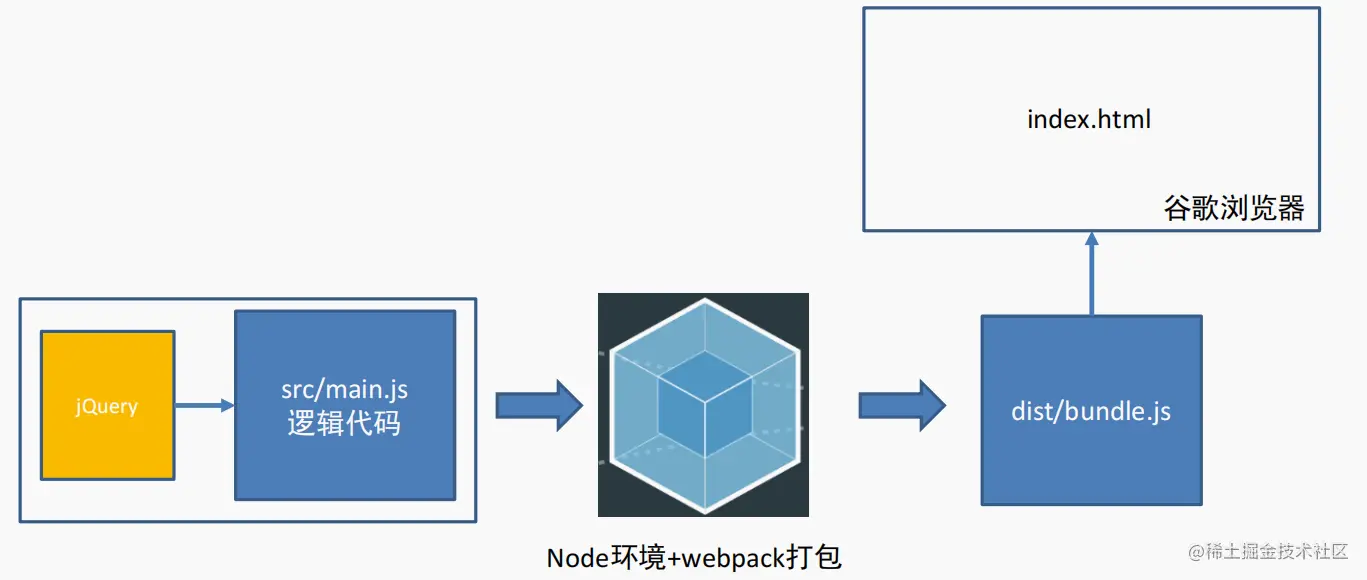 index.html
谷歌浏览器
jQuery
src/main.js
逻辑代码
dist/bundle.js
Node环境+webpack打包
@稀土掘金技术社区